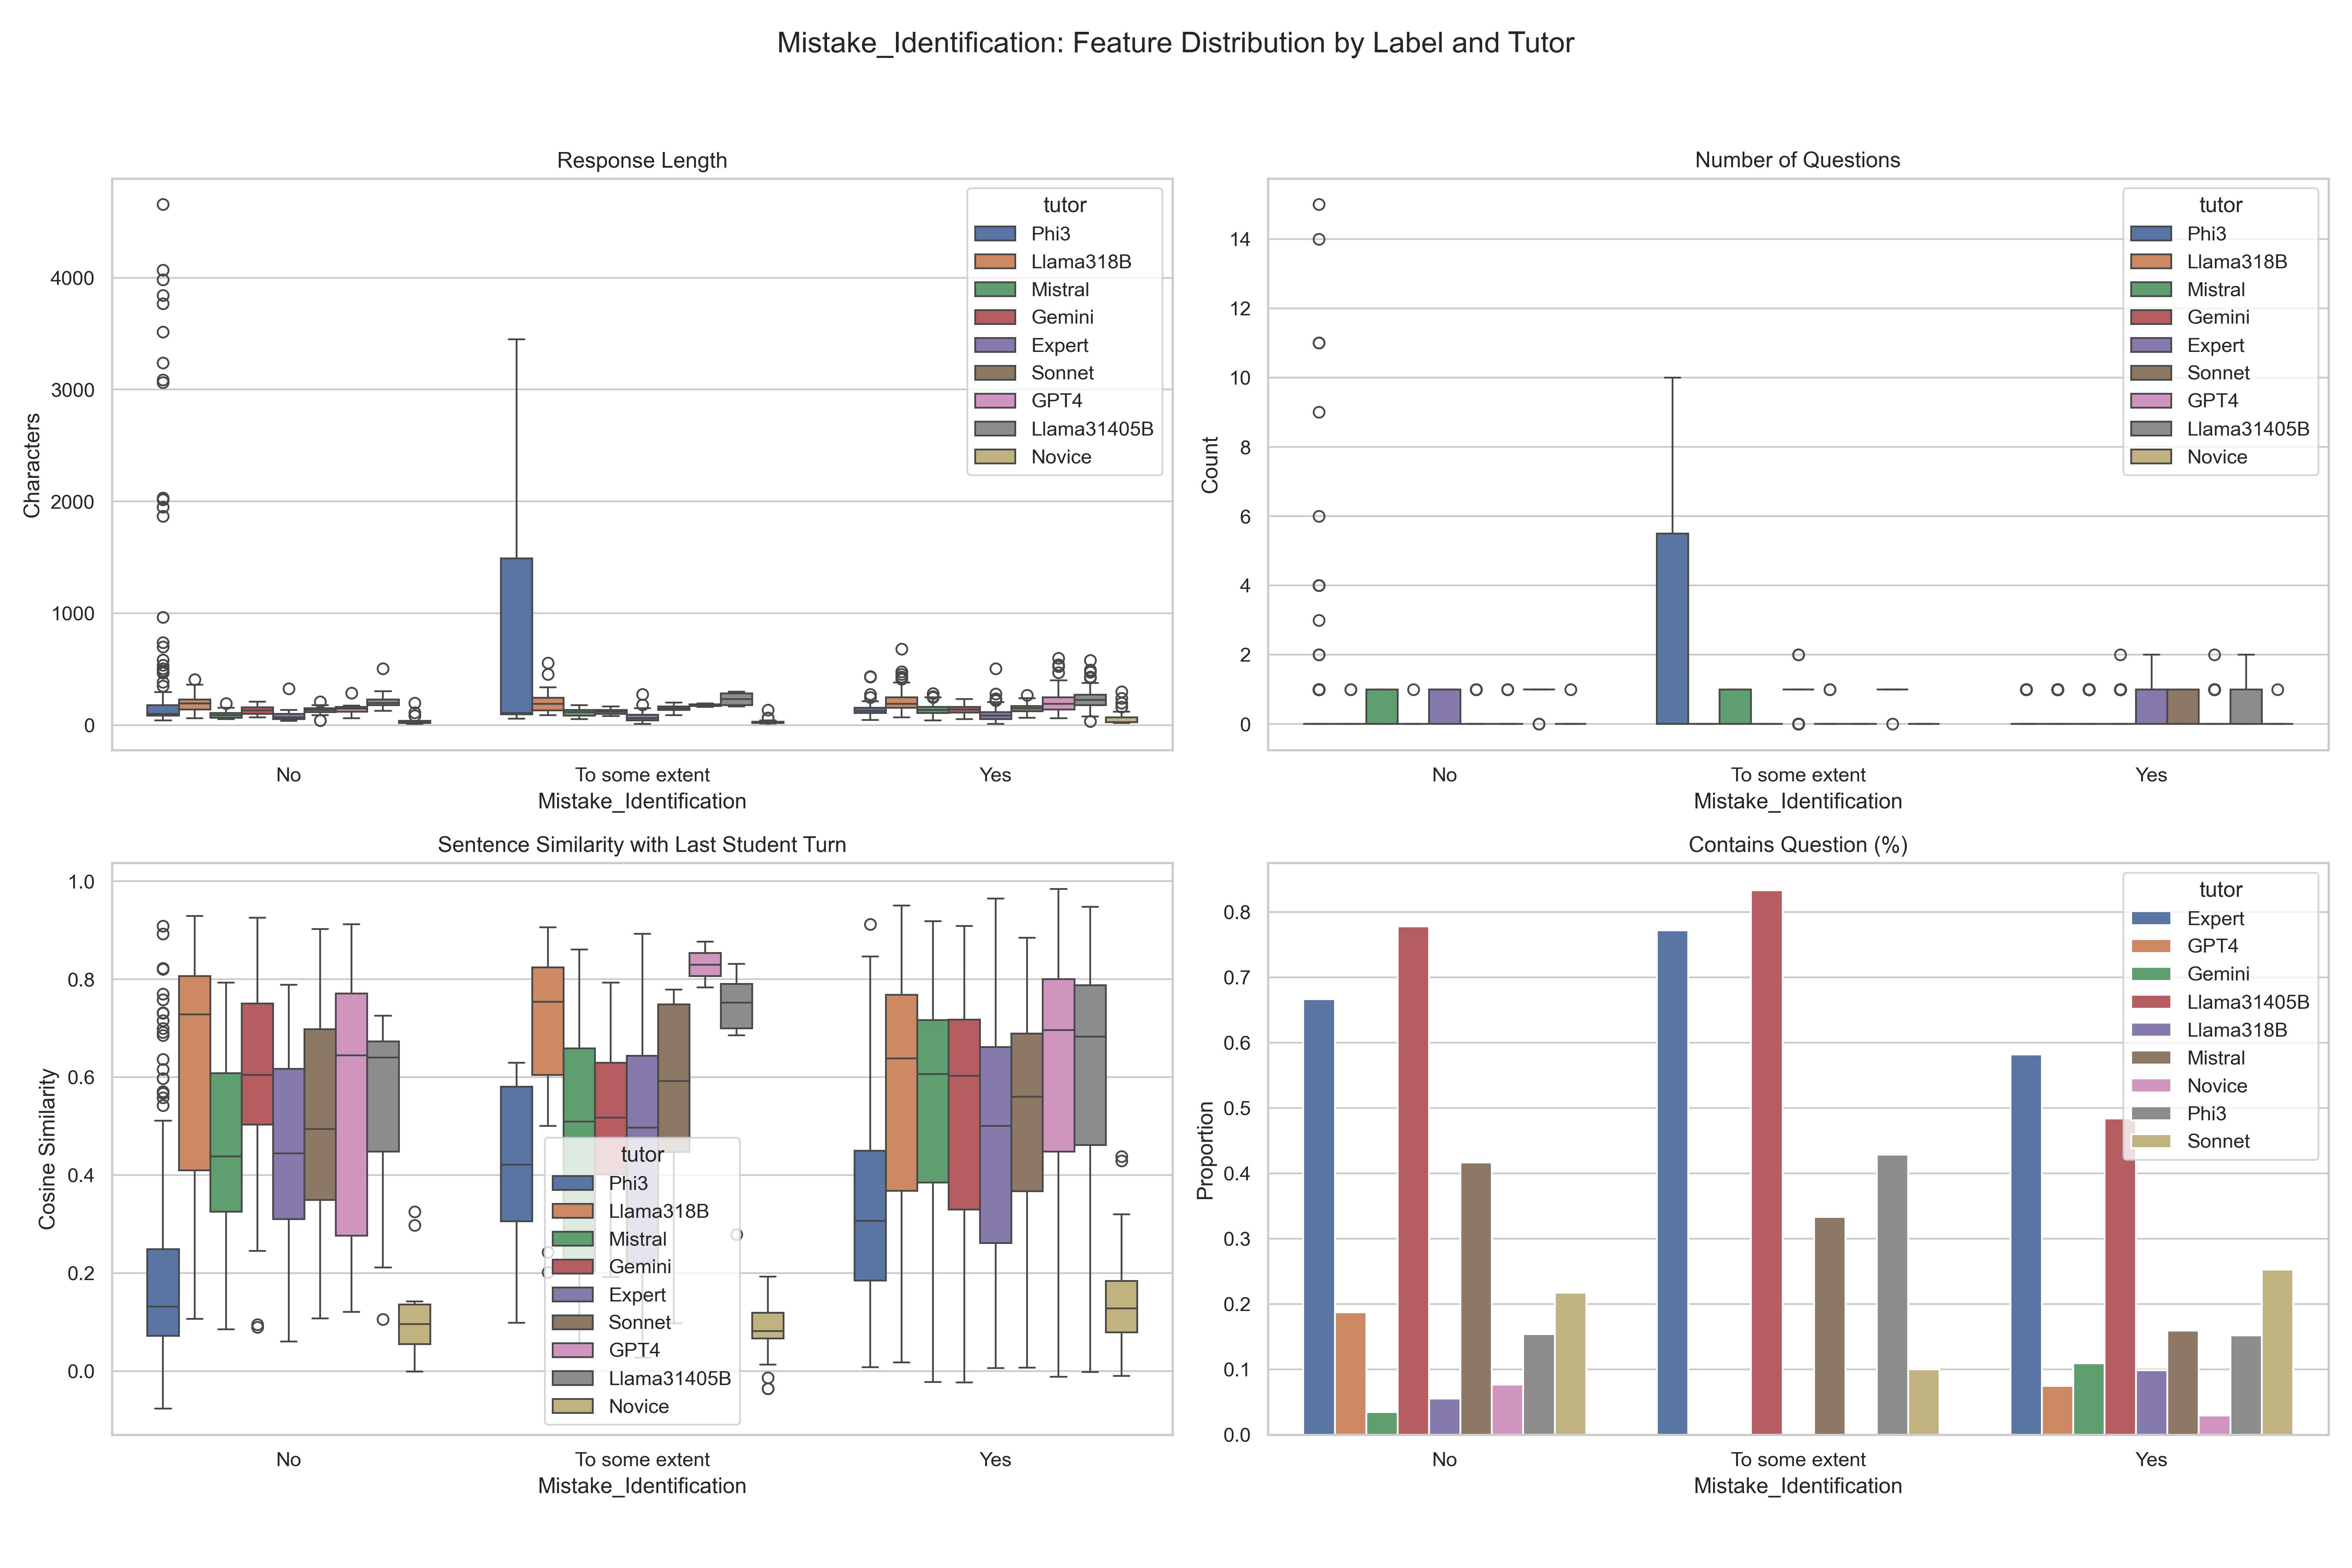 Mistake_Identification: Feature Distribution by Label and Tutor
Response Length
Characters
4000
3000
2000
1000
0
No
To some extent
Yes
Mistake_Identification
tutor
Phi3
Llama318B
Mistral
Gemini
Expert
Sonnet
GPT4
Llama31405B
Novice
Number of Questions
Count
14
12
10
8
6
4
2
0
No
To some extent
Yes
Mistake_Identification
tutor
Phi3
Llama318B
Mistral
Gemini
Expert
Sonnet
GPT4
Llama31405B
Novice
Sentence Similarity with Last Student Turn
Cosine Similarity
1.0
0.8
0.6
0.4
0.2
0.0
No
To some extent
Yes
Mistake_Identification
tutor
Phi3
Llama318B
Mistral
Gemini
Expert
Sonnet
GPT4
Llama31405B
Novice
Contains Question (%)
Proportion
0.8
0.7
0.6
0.5
0.4
0.3
0.2
0.1
0.0
No
To some extent
Yes
Mistake_Identification
tutor
Expert
GPT4
Gemini
Llama31405B
Llama318B
Mistral
Novice
Phi3
Sonnet